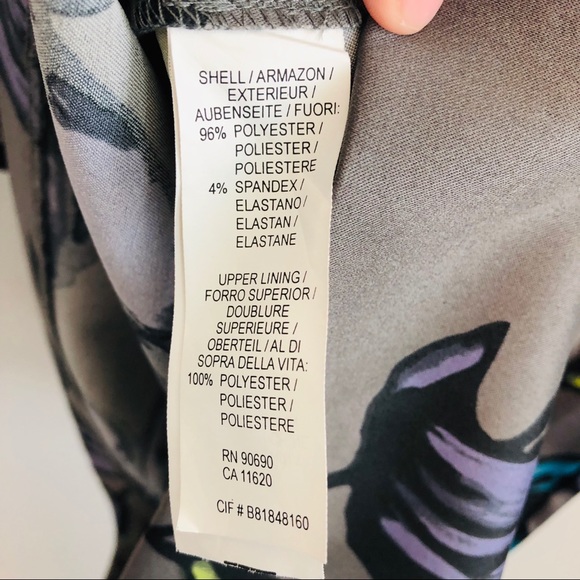 SHELL / ARMAZON /
EXTERIEUR /
AUBENSEITE / FUORI:
96% POLYESTER /
POLIESTER /
POLIESTERE
4% SPANDEX /
ELASTANO /
ELASTAN /
ELASTANE
UPPER LINING /
FORRO SUPERIOR /
DOUBLURE
SUPERIEURE /
OBERTEIL / AL DI
SOPRA DELLA VITA:
100% POLYESTER /
POLIESTER /
POLIESTERE
RN 90690
CA 11620
CIF # B81848160